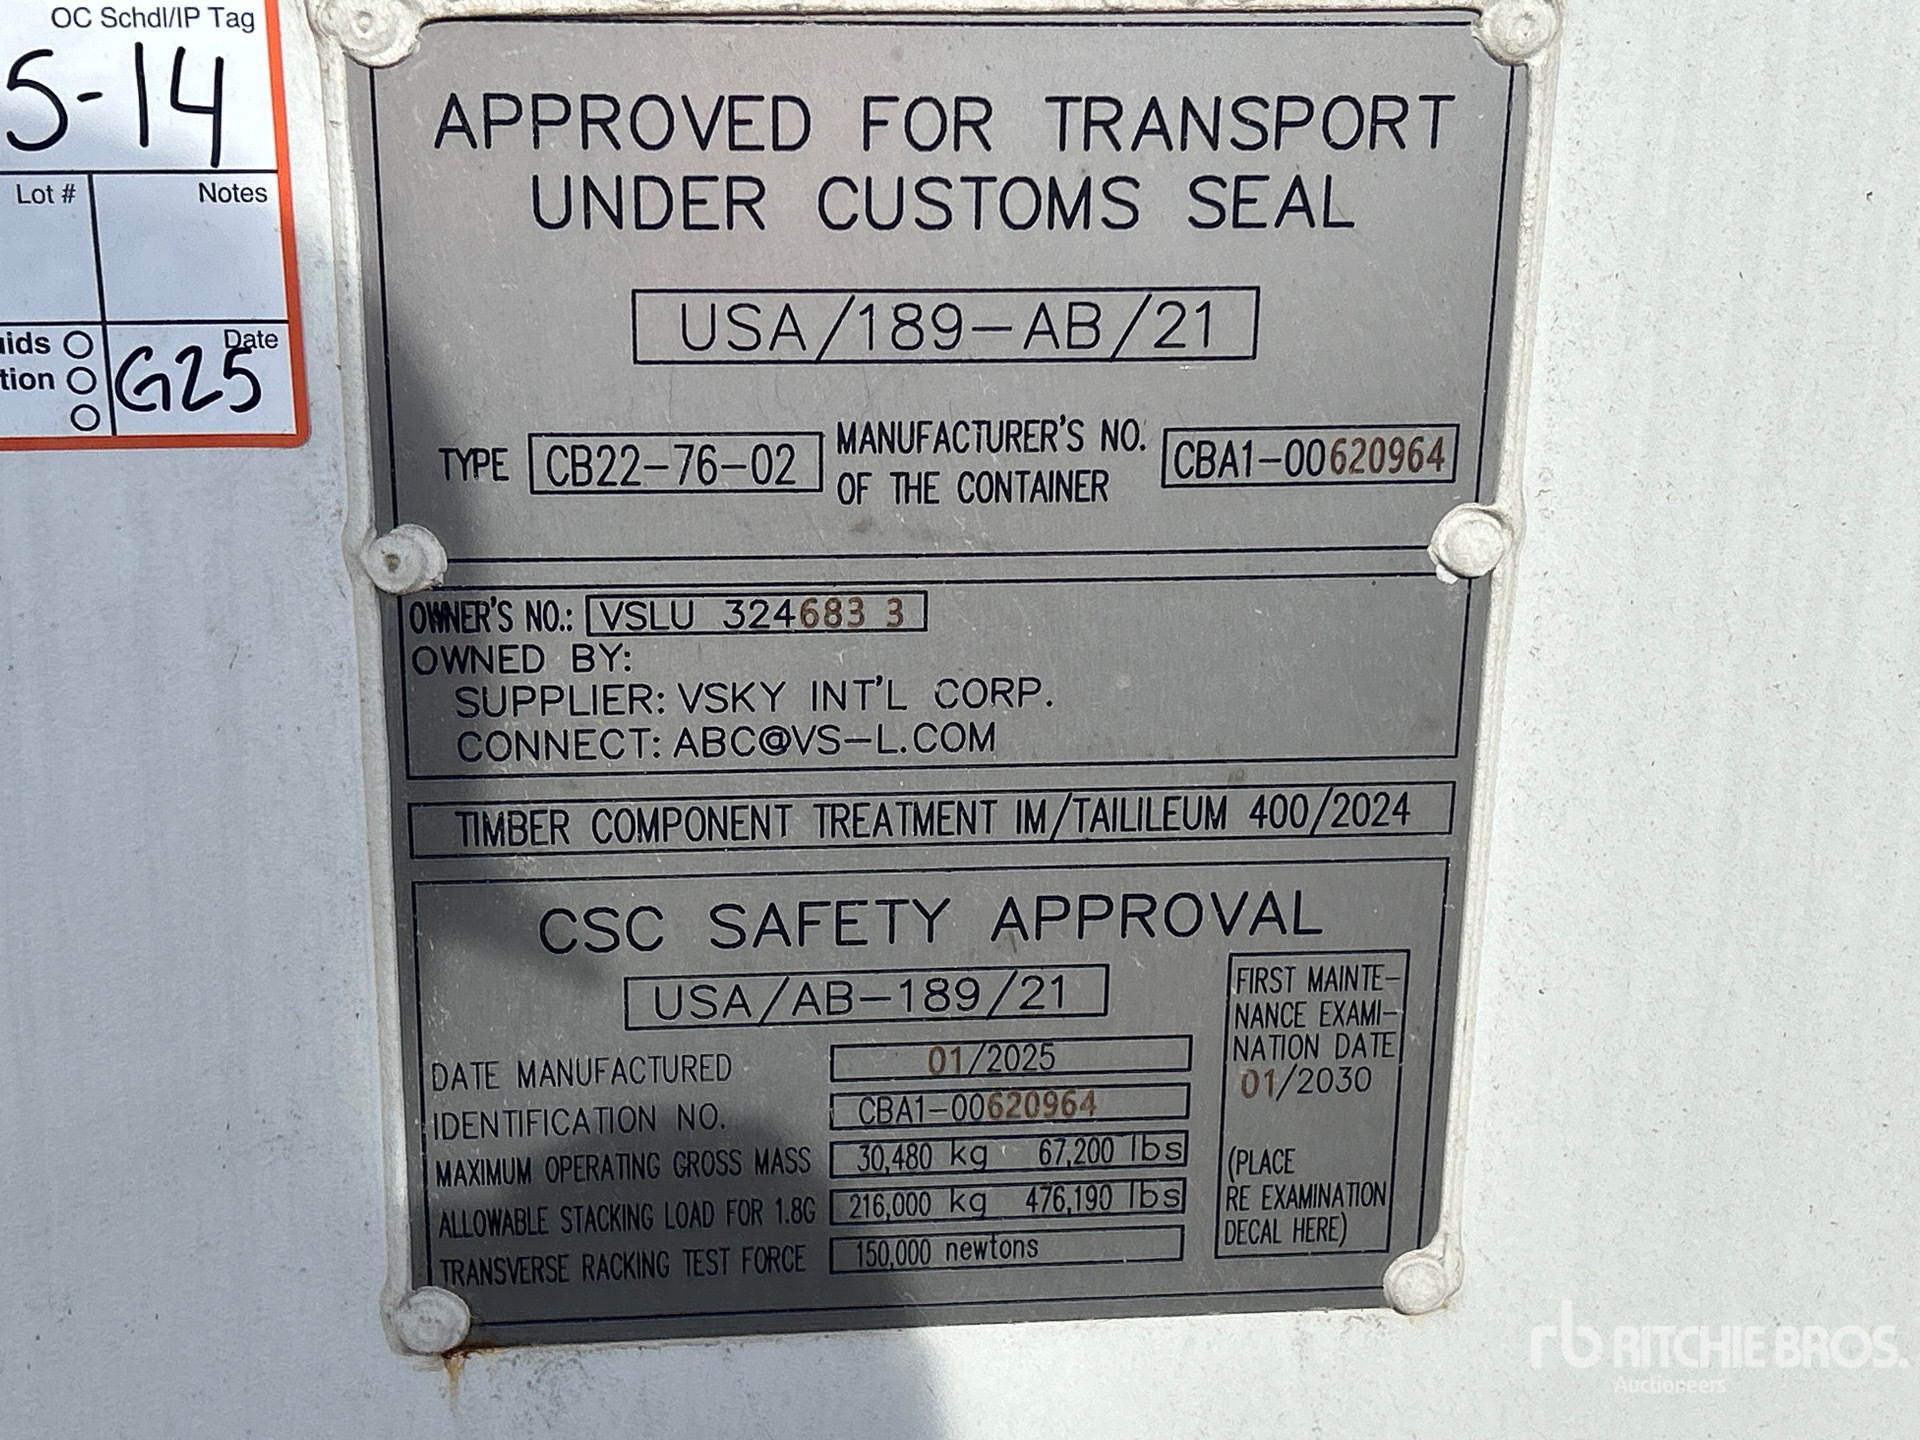 OC Schdl/IP Tag
5-14
Lot #
Notes
Date
G25
APPROVED FOR TRANSPORT
UNDER CUSTOMS SEAL
USA/189-AB/21
TYPE CB22-76-02
MANUFACTURER'S NO.
OF THE CONTAINER
CBA1-00620964
OWNER'S NO.: VSLU 324683 3
OWNED BY:
SUPPLIER: VSKY INT'L CORP.
CONNECT: ABC@VS-L.COM
TIMBER COMPONENT TREATMENT IM/TAILILEUM 400/2024
CSC SAFETY APPROVAL
USA/AB-189/21
DATE MANUFACTURED 01/2025
IDENTIFICATION NO. CBA1-00620964
MAXIMUM OPERATING GROSS MASS 30,480 kg 67,200 lbs
ALLOWABLE STACKING LOAD FOR 1.8G 216,000 kg 476,190 lbs
TRANSVERSE RACKING TEST FORCE 150,000 newtons
FIRST MAINTE-
NANCE EXAMI-
NATION DATE
01/2030
(PLACE
RE EXAMINATION
DECAL HERE)
rb RITCHIE BROS.
Auctioneers